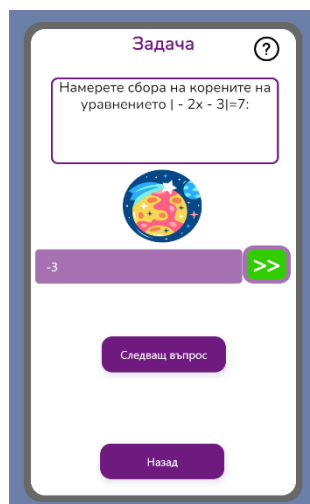 Задача
?
Намерете сбора на корените на
уравнението | - 2x - 3|=7:
-3
>>
Следващ въпрос
Назад